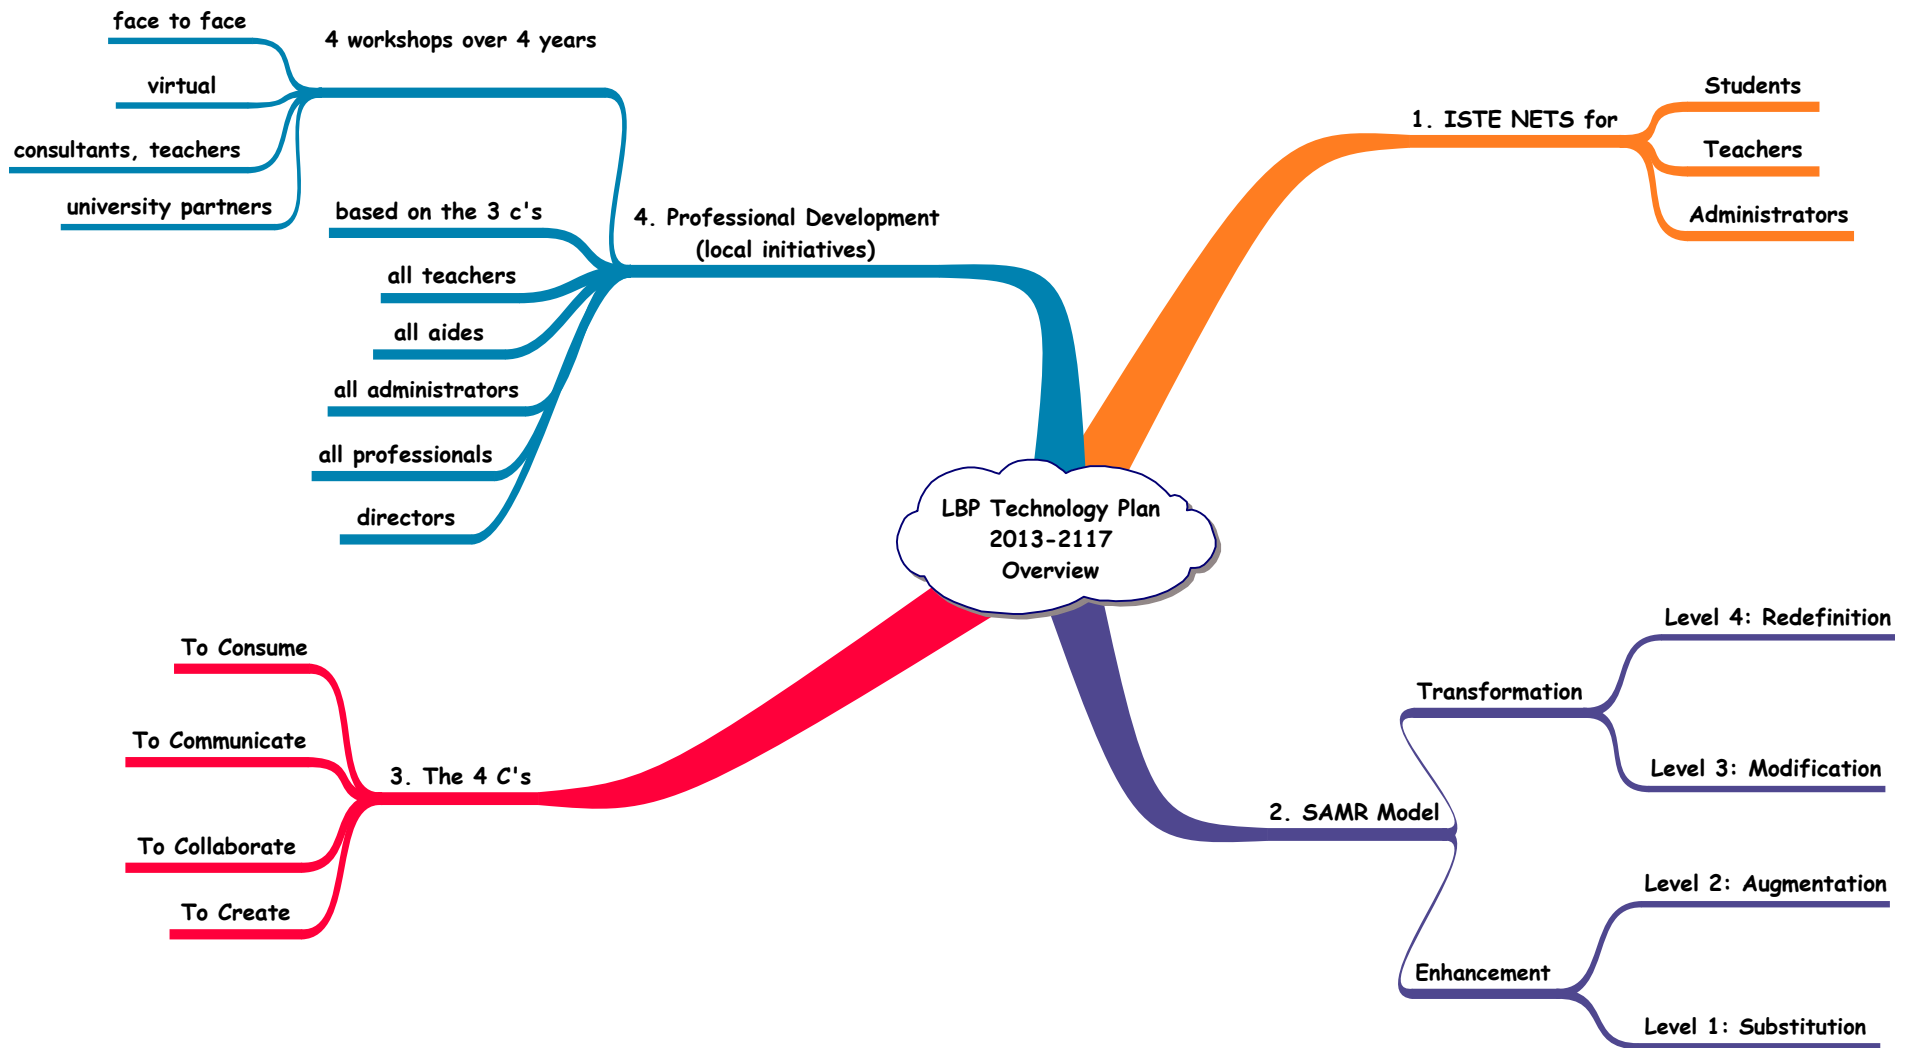 LBP Technology Plan
2013-2117
Overview
1. ISTE NETS for
Students
Teachers
Administrators
2. SAMR Model
Transformation
Level 4: Redefinition
Level 3: Modification
Enhancement
Level 2: Augmentation
Level 1: Substitution
3. The 4 C's
To Consume
To Communicate
To Collaborate
To Create
4. Professional Development
(local initiatives)
4 workshops over 4 years
face to face
virtual
consultants, teachers
university partners
based on the 3 c's
all teachers
all aides
all administrators
all professionals
directors